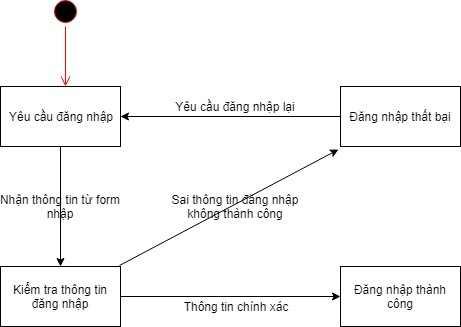 Yêu cầu đăng nhập lại
Yêu cầu đăng nhập
Đăng nhập thất bại
Nhận thông tin từ form
nhập
Sai thông tin đăng nhập
không thành công
Kiểm tra thông tin
đăng nhập
Thông tin chính xác
Đăng nhập thành
công